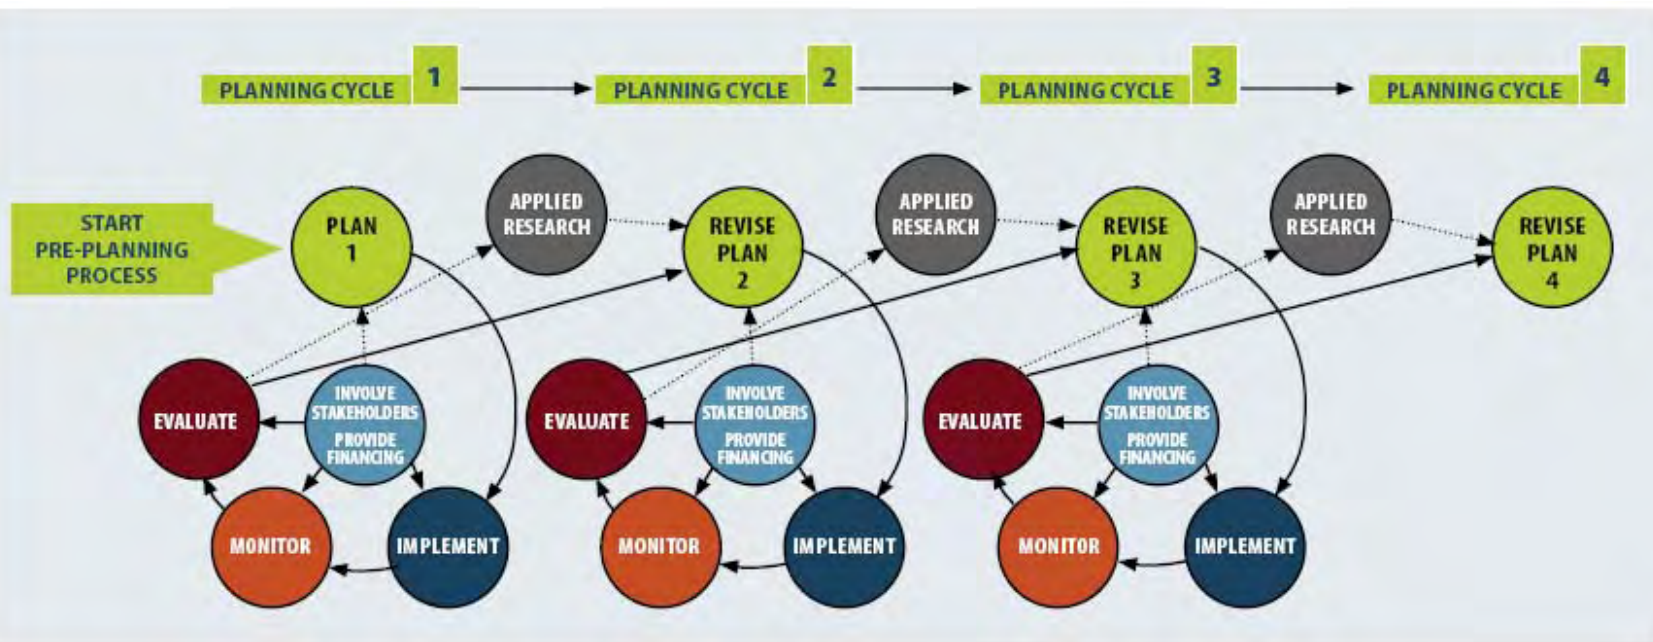 PLANNING CYCLE 1
PLANNING CYCLE 2
PLANNING CYCLE 3
PLANNING CYCLE 4
START
PRE-PLANNING
PROCESS
PLAN
1
APPLIED
RESEARCH
REVISE
PLAN
2
APPLIED
RESEARCH
REVISE
PLAN
3
APPLIED
RESEARCH
REVISE
PLAN
4
EVALUATE
INVOLVE
STAKEHOLDERS
PROVIDE
FINANCING
MONITOR
IMPLEMENT
EVALUATE
INVOLVE
STAKEHOLDERS
PROVIDE
FINANCING
MONITOR
IMPLEMENT
EVALUATE
INVOLVE
STAKEHOLDERS
PROVIDE
FINANCING
MONITOR
IMPLEMENT